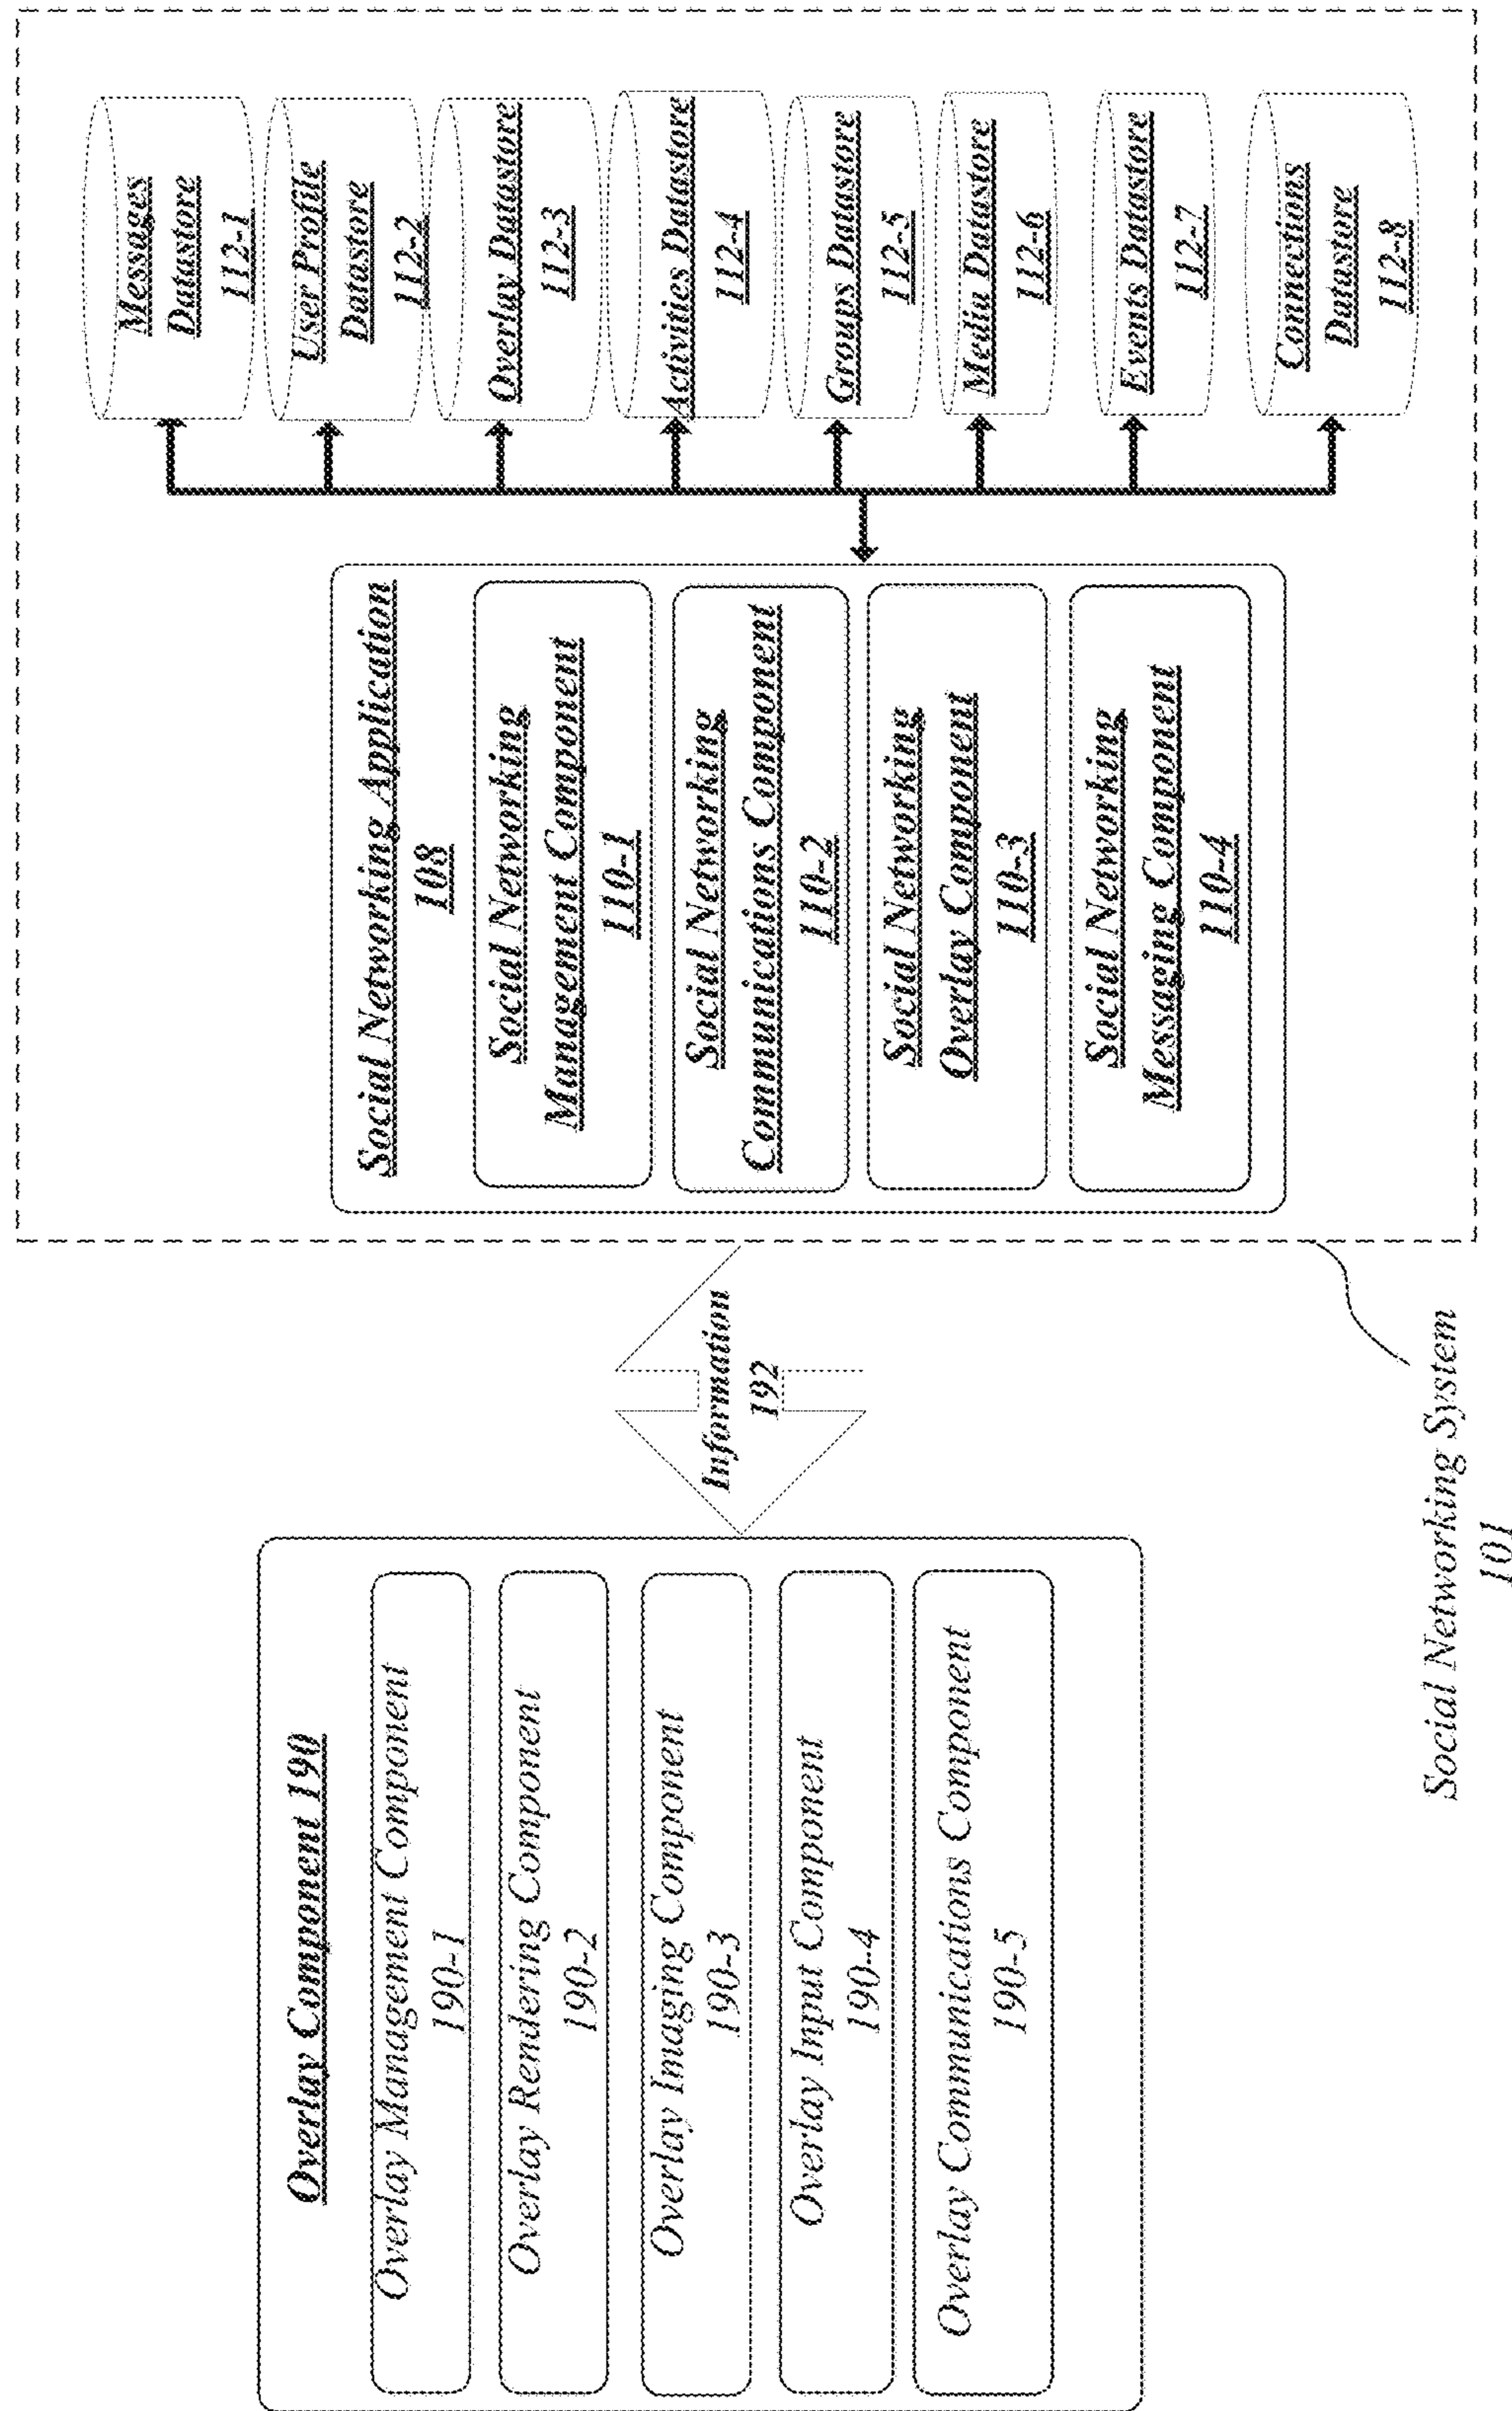 Overlay Component 190
Overlay Management Component
190-1
Overlay Rendering Component
190-2
Overlay Imaging Component
190-3
Overlay Input Component
190-4
Overlay Communications Component
190-5
Information
192
Social Networking System
101
Social Networking Application
108
Social Networking
Management Component
110-1
Social Networking
Communications Component
110-2
Social Networking
Overlay Component
110-3
Social Networking
Messaging Component
110-4
Messages
Datastore
112-1
User Profile
Datastore
112-2
Overlay Datastore
112-3
Activities Datastore
112-4
Groups Datastore
112-5
Media Datastore
112-6
Events Datastore
112-7
Connections
Datastore
112-8